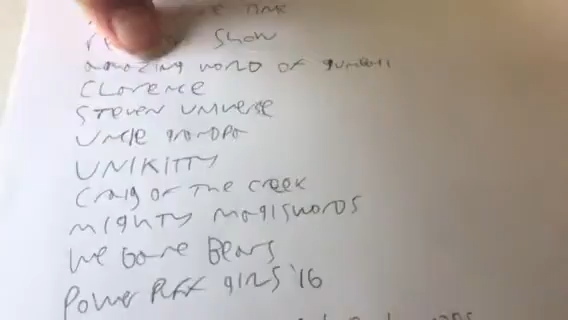 TIME
SHOW
amazing world of gumball
Clarence
STEVEN UNIVERSE
Uncle grandpa
UNIKITTY
Craig OF The Creek
MIGHTY magiswords
We Bare Bears
Power Puff girls '16